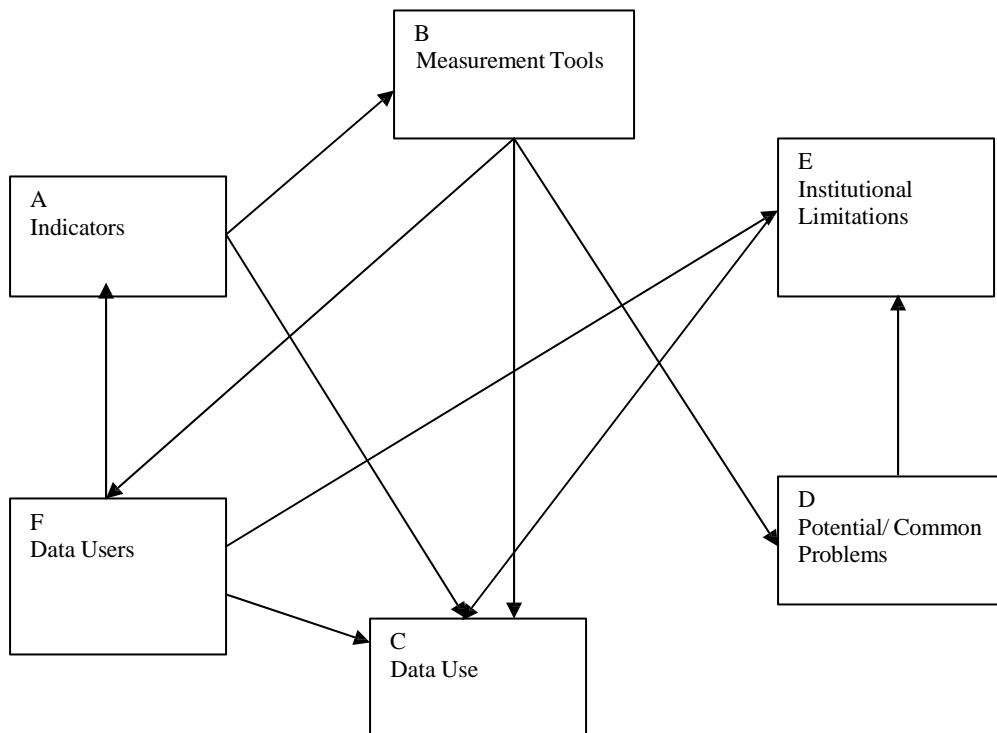 B
Measurement Tools
E
Institutional
Limitations
A
Indicators
F
Data Users
D
Potential/ Common
Problems
C
Data Use